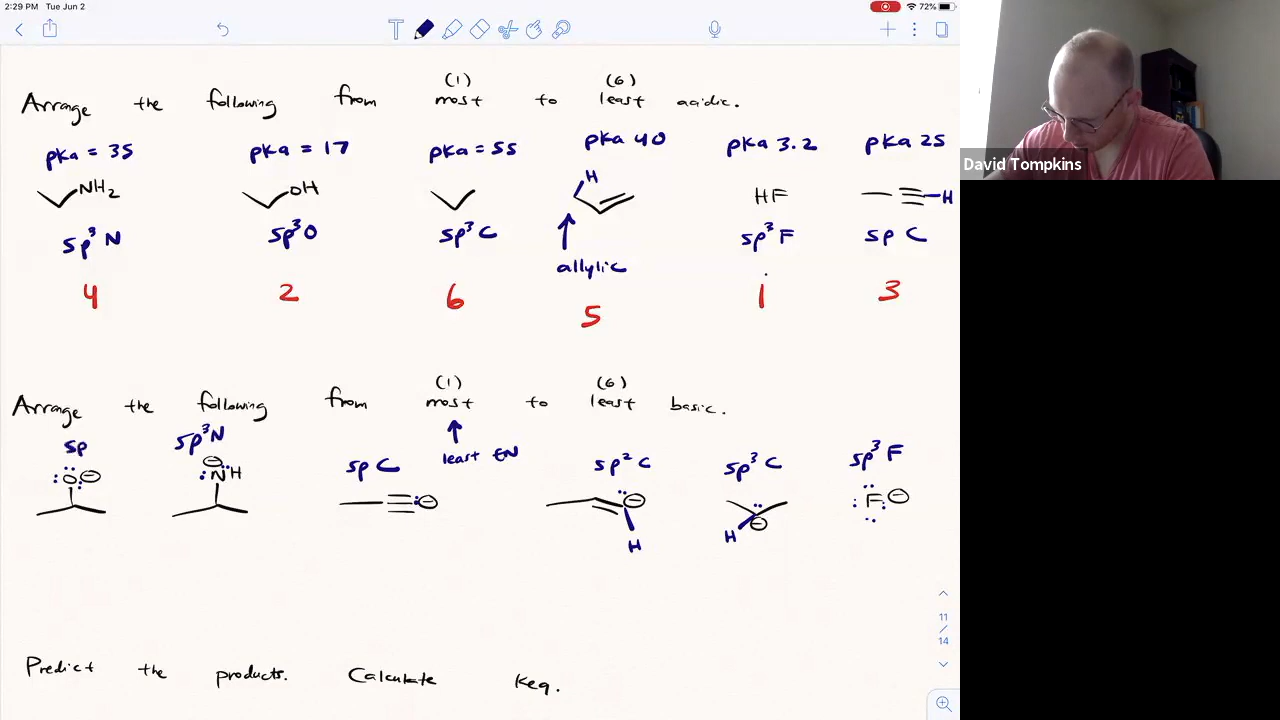 2:29 PM Tue Jun 2
72%
Arrange the following from (1) most to (6) least acidic.
pKa = 35 pKa = 17 pKa = 55 pKa 40 pKa 3.2 pKa 25
NH2 OH H HF H
sp3 N sp3 O sp3 C sp3 F sp C
allylic
4 2 6 5 1 3
Arrange the following from (1) most to (6) least basic.
least EN
sp sp3 N sp C sp2 C sp3 C sp3 F
O⊖ ⊖NH ⊖ ⊖ ⊖ F⊖
H H
Predict the products. Calculate Keq.
11 / 14
David Tompkins